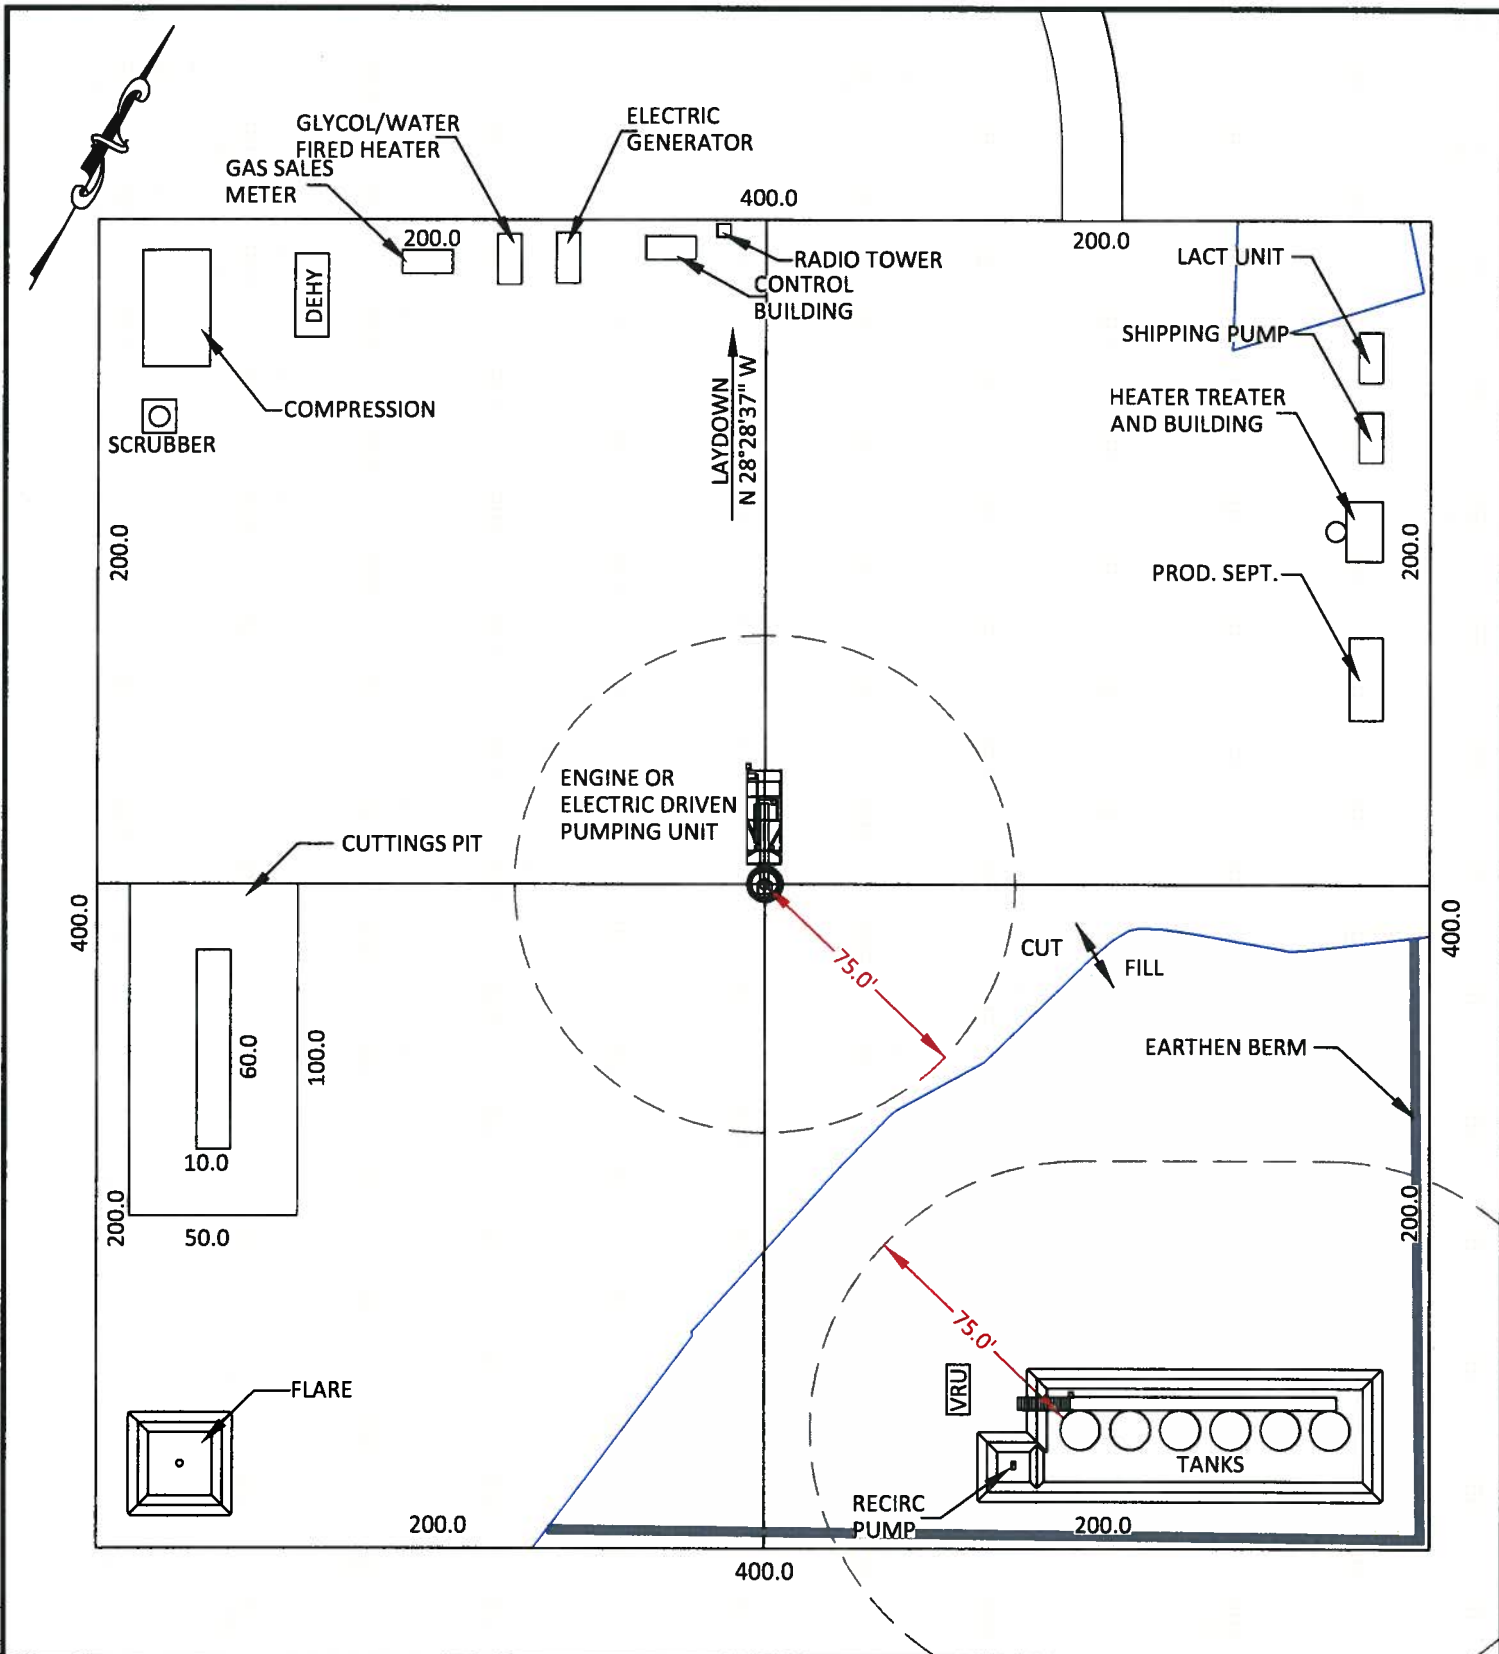 GLYCOL/WATER
FIRED HEATER
ELECTRIC
GENERATOR
GAS SALES
METER
400.0
200.0
200.0
RADIO TOWER
LACT UNIT
DEHY
CONTROL
BUILDING
SHIPPING PUMP
LAYDOWN
N 28°28'37" W
COMPRESSION
HEATER TREATER
AND BUILDING
SCRUBBER
200.0
200.0
PROD. SEPT.
ENGINE OR
ELECTRIC DRIVEN
PUMPING UNIT
CUTTINGS PIT
400.0
400.0
75.0'
CUT
FILL
60.0
100.0
EARTHEN BERM
10.0
200.0
200.0
50.0
75.0'
FLARE
VRU
TANKS
RECIRC
PUMP
200.0
200.0
400.0